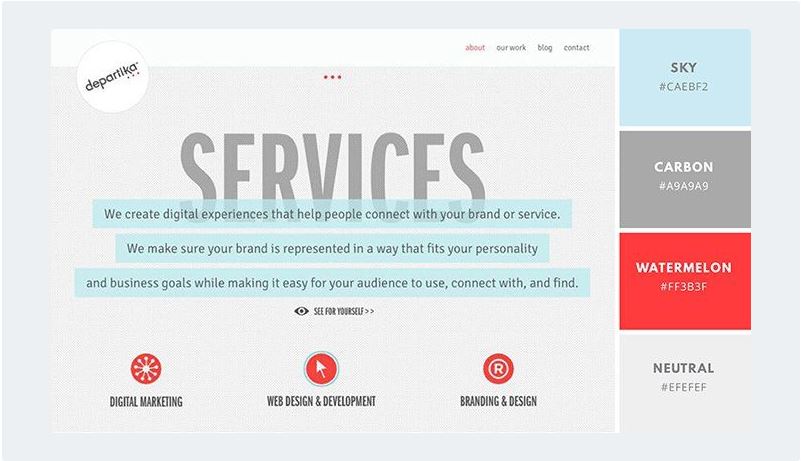 departika
about our work blog contact
SERVICES
We create digital experiences that help people connect with your brand or service.
We make sure your brand is represented in a way that fits your personality
and business goals while making it easy for your audience to use, connect with, and find.
SEE FOR YOURSELF >>
R
DIGITAL MARKETING WEB DESIGN & DEVELOPMENT BRANDING & DESIGN
SKY
#CAEBF2
CARBON
#A9A9A9
WATERMELON
#FF3B3F
NEUTRAL
#EFEFEF